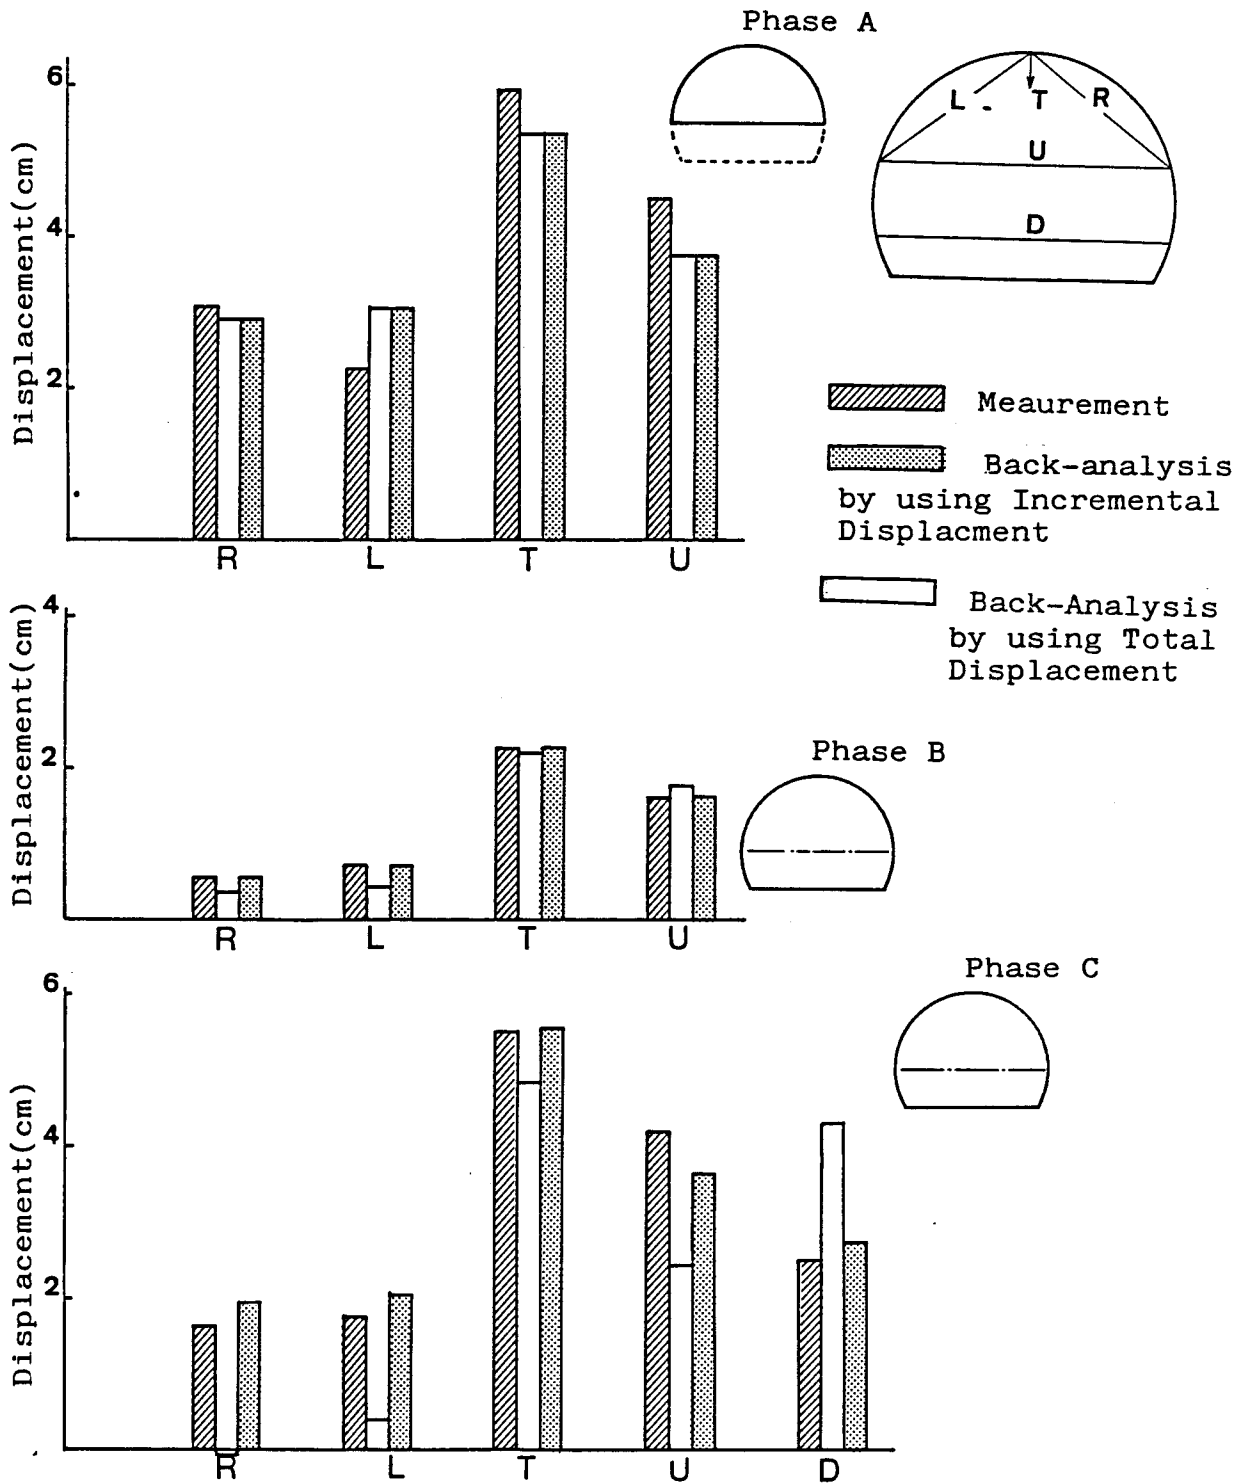 Phase A
6
4
2
Displacement(cm)
R
L
T
U
L
T
R
U
D
Meaurement
Back-analysis
by using Incremental
Displacment
Back-Analysis
by using Total
Displacement
4
2
Displacement(cm)
R
L
T
U
Phase B
6
4
2
Displacement(cm)
R
L
T
U
D
Phase C